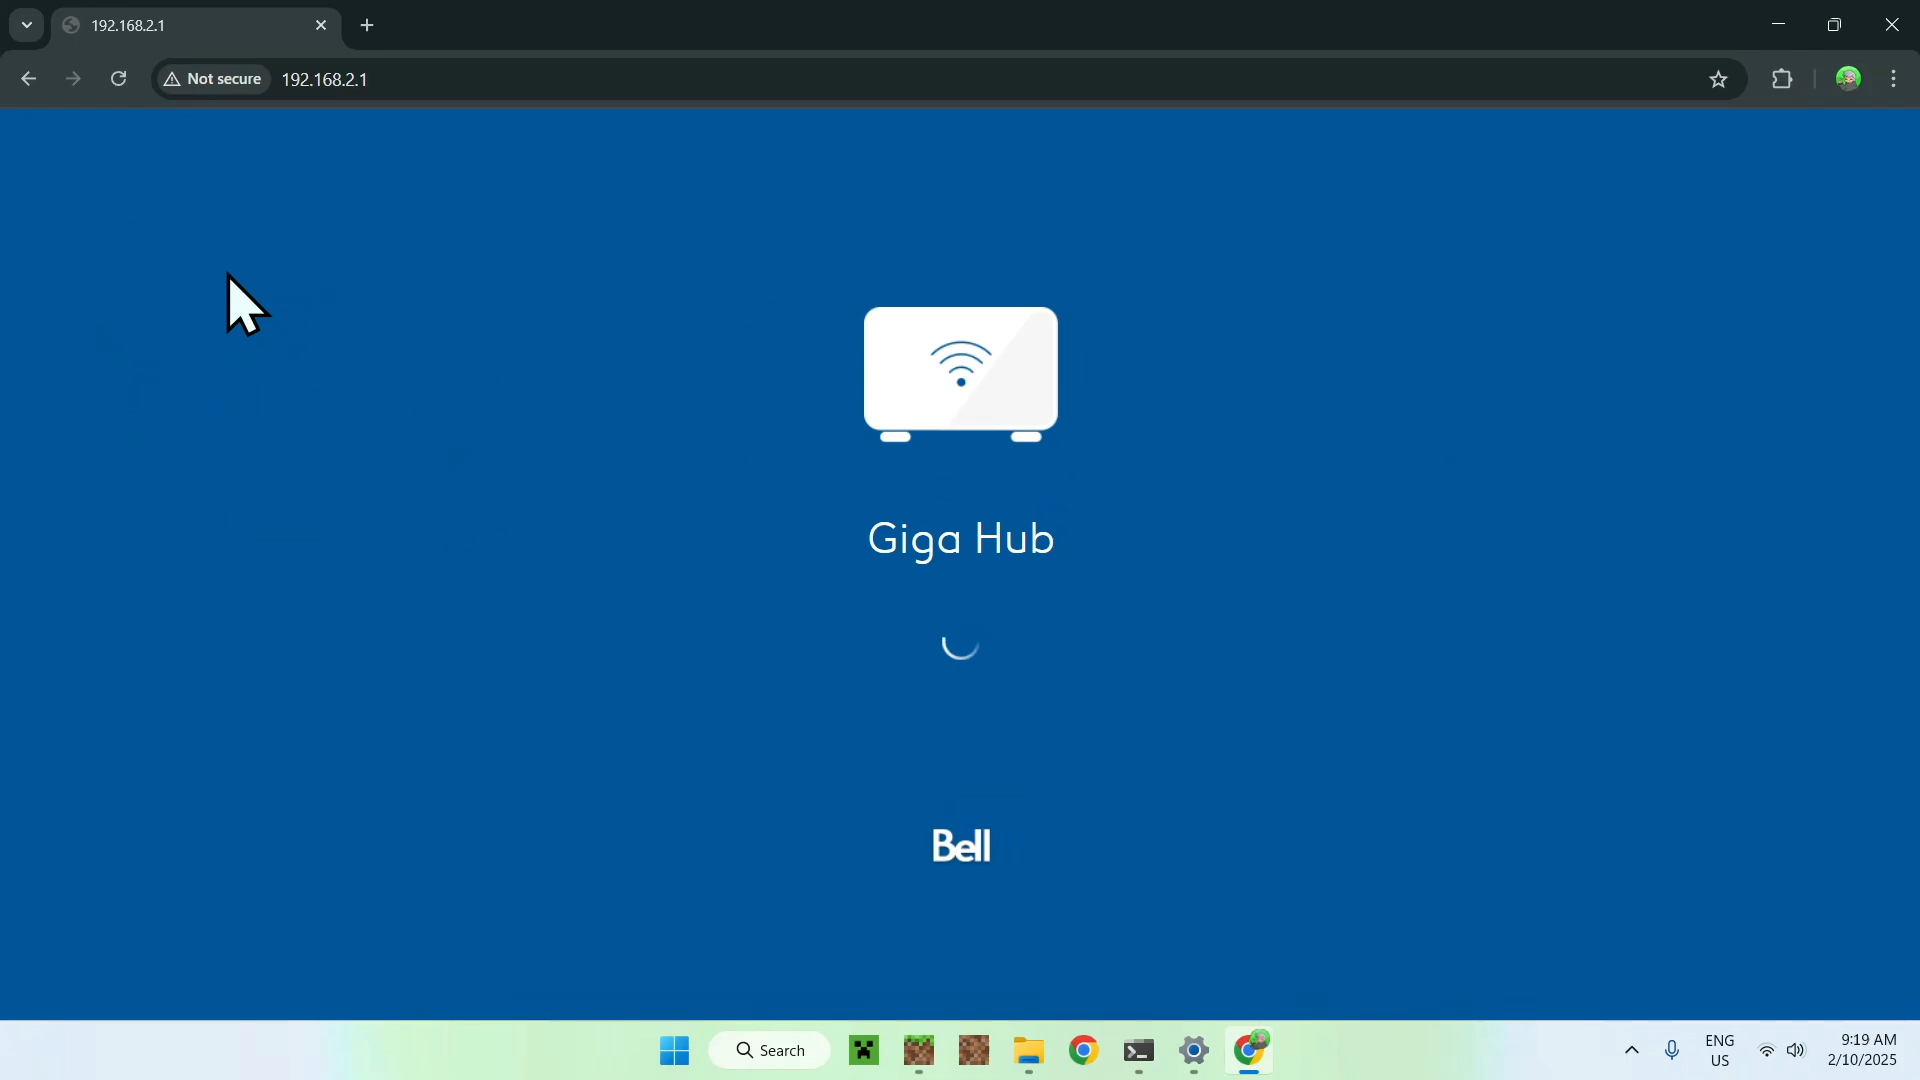 192.168.2.1
Not secure
192.168.2.1
Giga Hub
Bell
Search
ENG
US
9:19 AM
2/10/2025